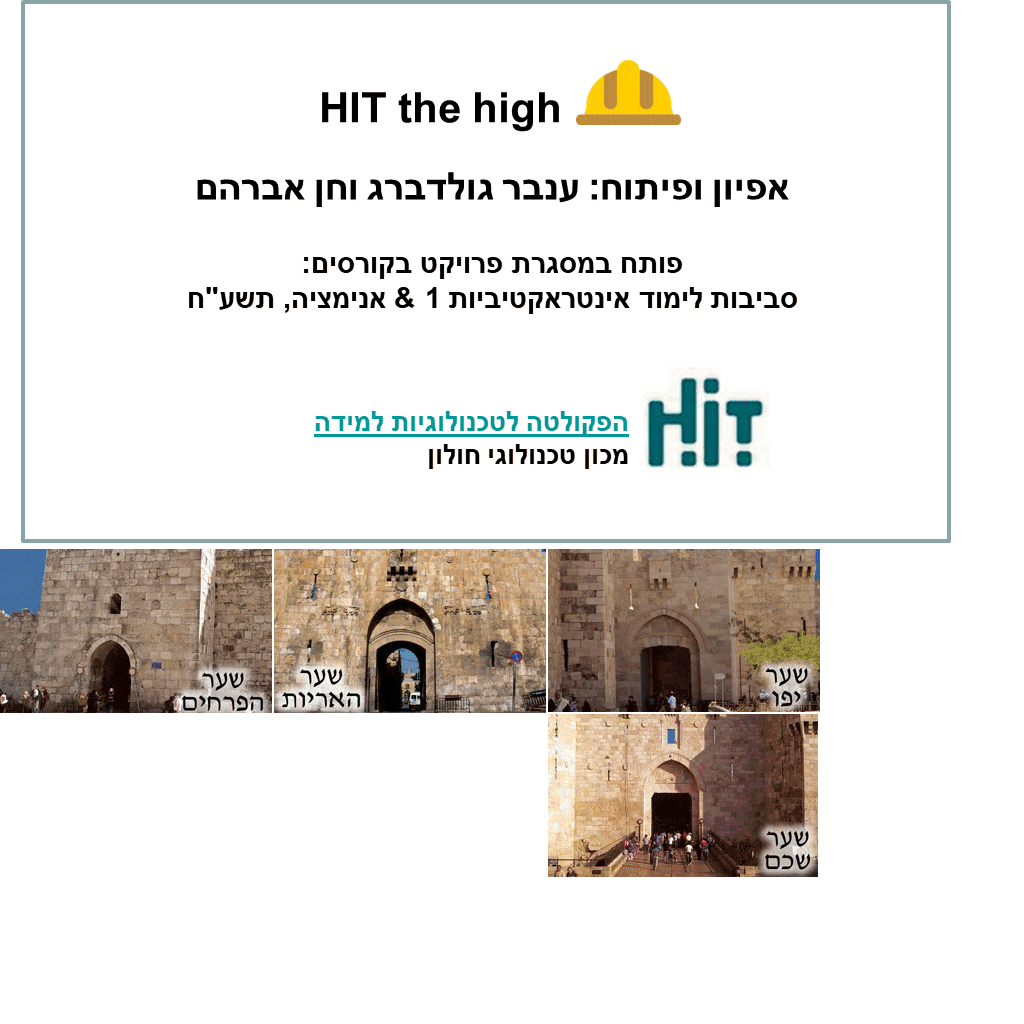 HIT the high
אפיון ופיתוח: ענבר גולדברג וחן אברהם
פותח במסגרת פרויקט בקורסים:
סביבות לימוד אינטראקטיביות 1 & אנימציה, תשע"ח
HiT
הפקולטה לטכנולוגיות למידה
מכון טכנולוגי חולון
שער
יפו
שער
האריות
שער
הפרחים
שער
שכם